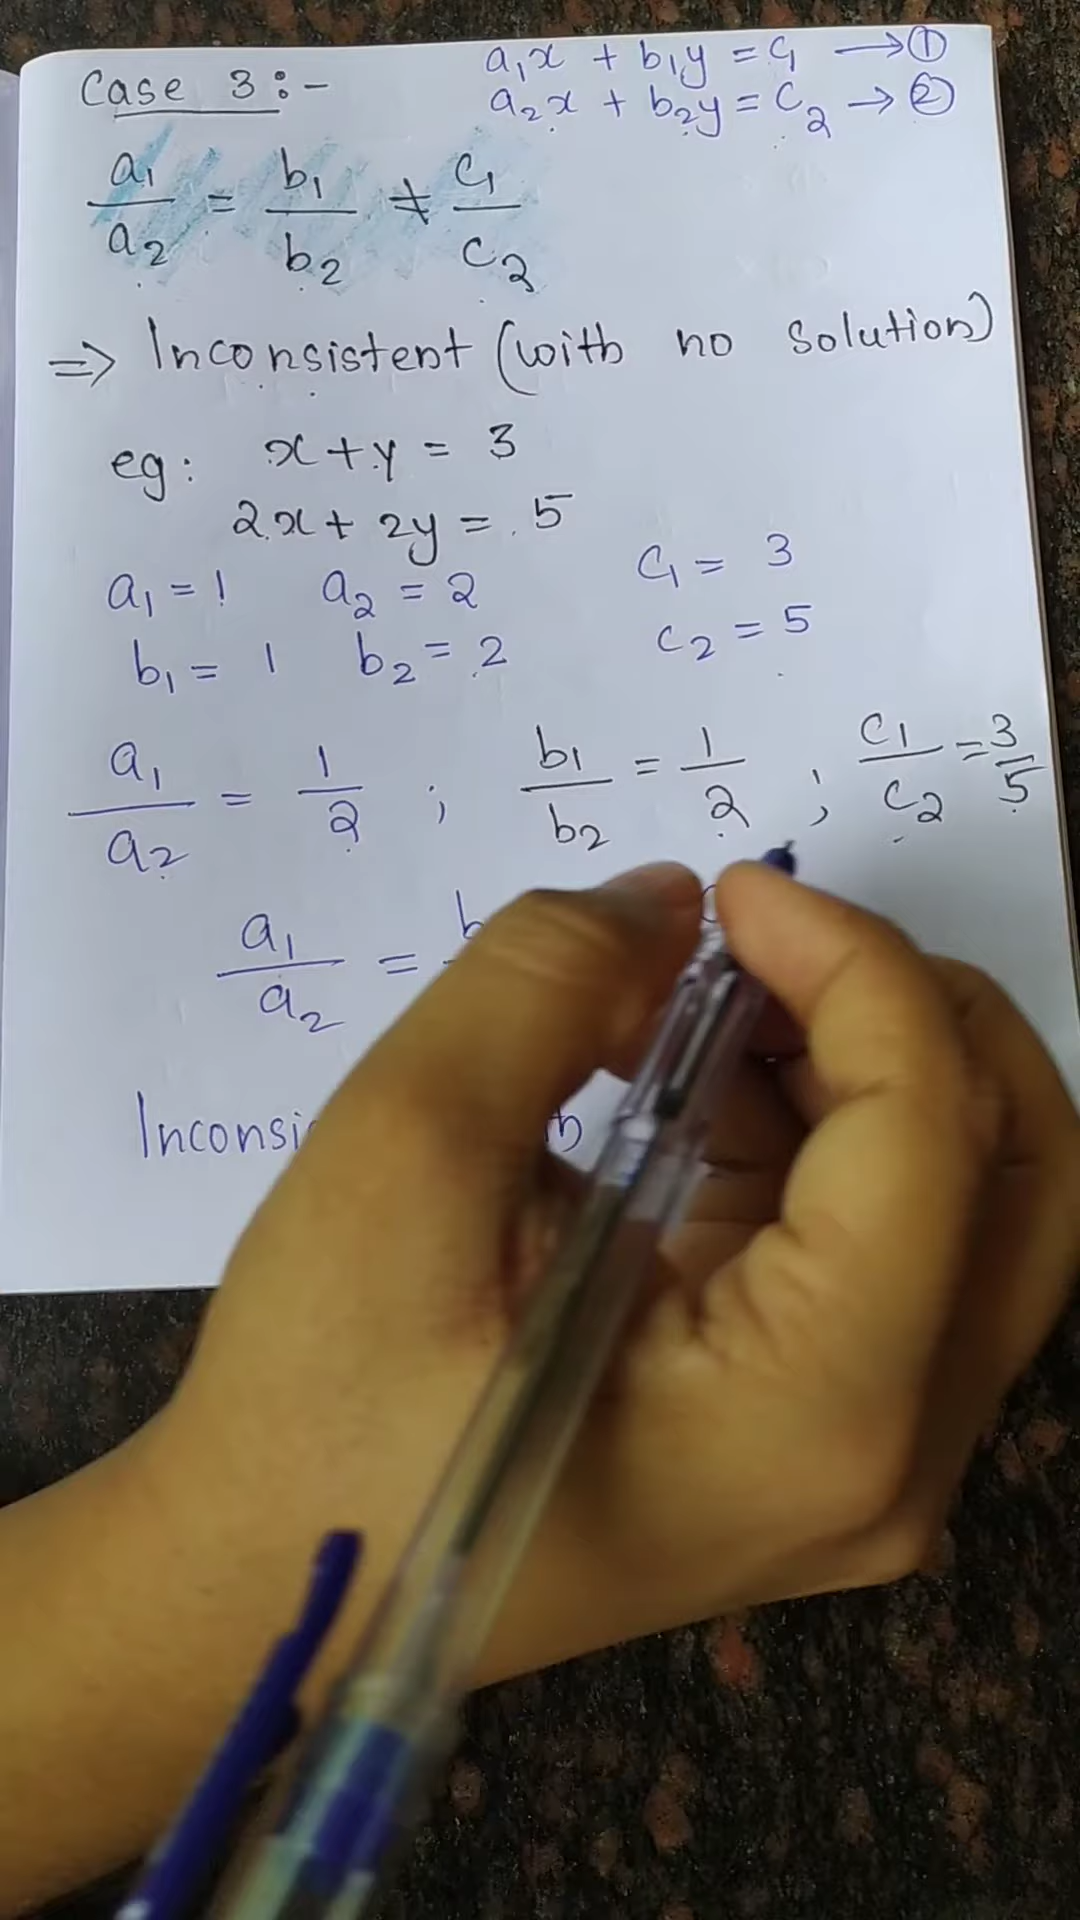 Case 3:-
a₁x + b₁y = c₁ → ①
a₂x + b₂y = c₂ → ②
a₁/a₂ = b₁/b₂ ≠ c₁/c₂
⇒ Inconsistent (with no solution)
eg: x + y = 3
2x + 2y = 5
a₁ = 1 a₂ = 2 c₁ = 3
b₁ = 1 b₂ = 2 c₂ = 5
a₁/a₂ = 1/2 ; b₁/b₂ = 1/2 ; c₁/c₂ = 3/5
a₁/a₂ = b